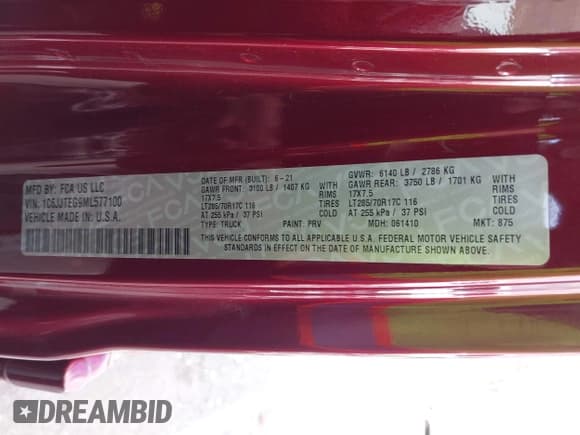 MFD BY: FCA US LLC
VIN: 1C6JJTEG9ML577100
VEHICLE MADE IN: U.S.A.
DATE OF MFR (BUILT): 6-21
GAWR FRONT: 3100 LB / 1407 KG
17X7.5
LT285/70R17C 116
AT 255 kPa / 37 PSI
TYPE: TRUCK PAINT: PRV
WITH
RIMS
TIRES
GVWR: 6140 LB / 2786 KG
GAWR REAR: 3750 LB / 1701 KG
17X7.5
LT285/70R17C 116
AT 255 kPa / 37 PSI
MDH: 061410 MKT: 875
WITH
RIMS
TIRES
THIS VEHICLE CONFORMS TO ALL APPLICABLE U.S.A. FEDERAL MOTOR VEHICLE SAFETY
STANDARDS IN EFFECT ON THE DATE OF MANUFACTURE SHOWN ABOVE.
DREAMBID